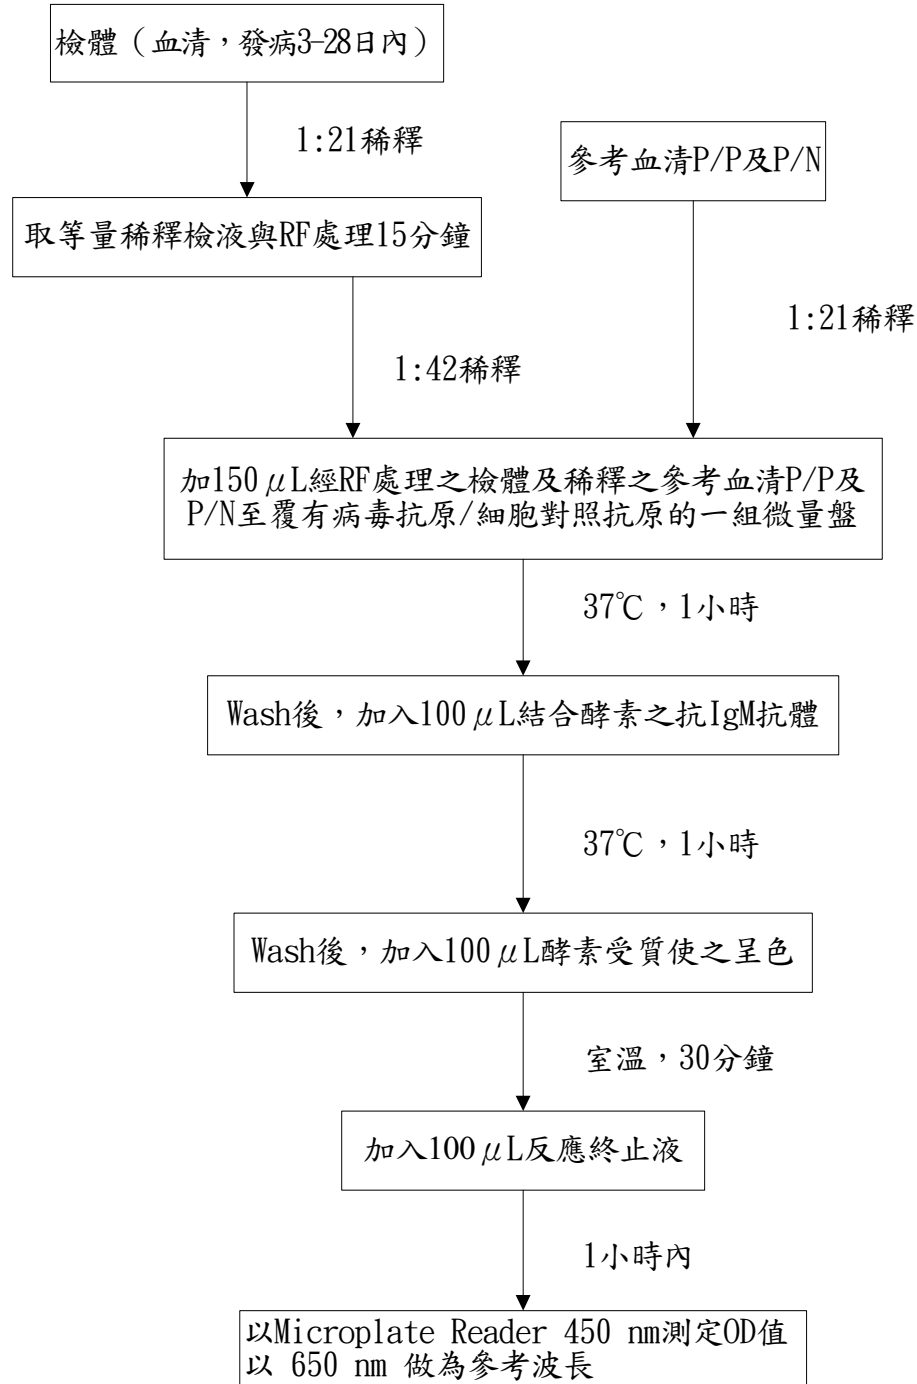 檢體（血清，發病3-28日內）
1:21稀釋
參考血清P/P及P/N
取等量稀釋檢液與RF處理15分鐘
1:21稀釋
1:42稀釋
加150μL經RF處理之檢體及稀釋之參考血清P/P及
P/N至覆有病毒抗原/細胞對照抗原的一組微量盤
37℃，1小時
Wash後，加入100μL結合酵素之抗IgM抗體
37℃，1小時
Wash後，加入100μL酵素受質使之呈色
室溫，30分鐘
加入100μL反應終止液
1小時內
以Microplate Reader 450 nm測定OD值
以 650 nm 做為參考波長